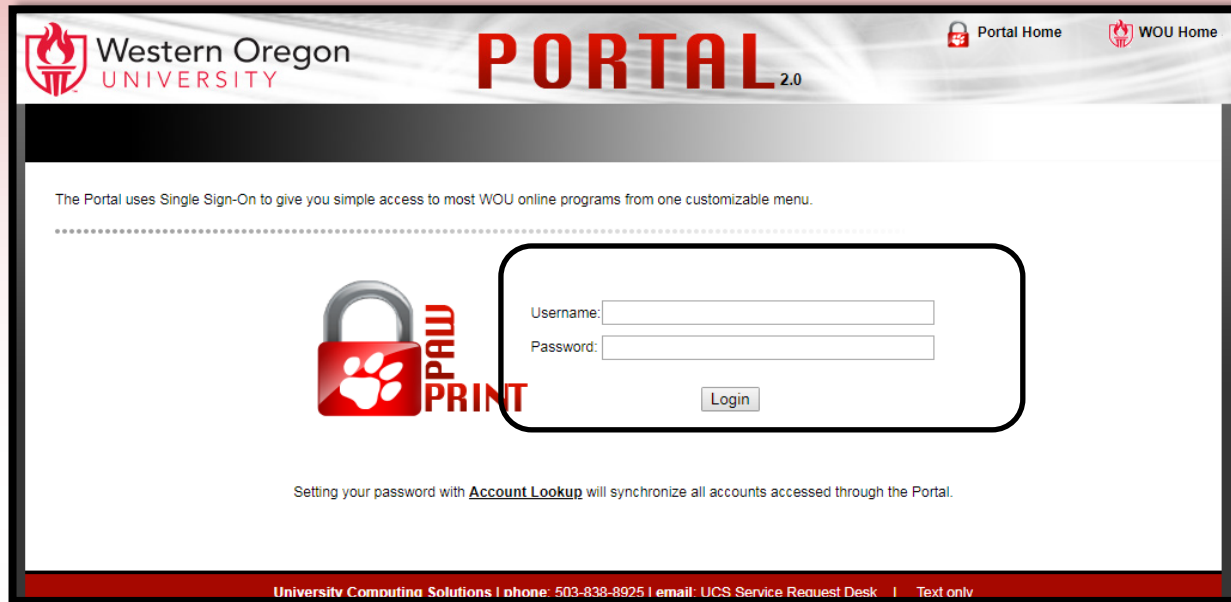 Western Oregon
UNIVERSITY
PORTAL 2.0
Portal Home
WOU Home
The Portal uses Single Sign-On to give you simple access to most WOU online programs from one customizable menu.
PAW
PRINT
Username:
Password:
Login
Setting your password with Account Lookup will synchronize all accounts accessed through the Portal.
University Computing Solutions | phone: 503-838-8925 | email: UCS Service Request Desk | Text only